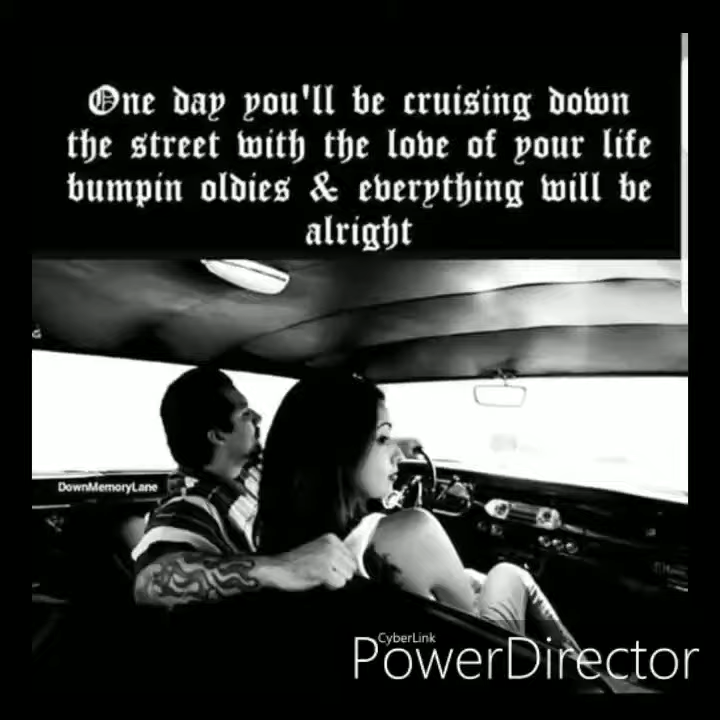 One day you'll be cruising down
the street with the love of your life
bumpin oldies & everything will be
alright
DownMemoryLane
CyberLink
PowerDirector